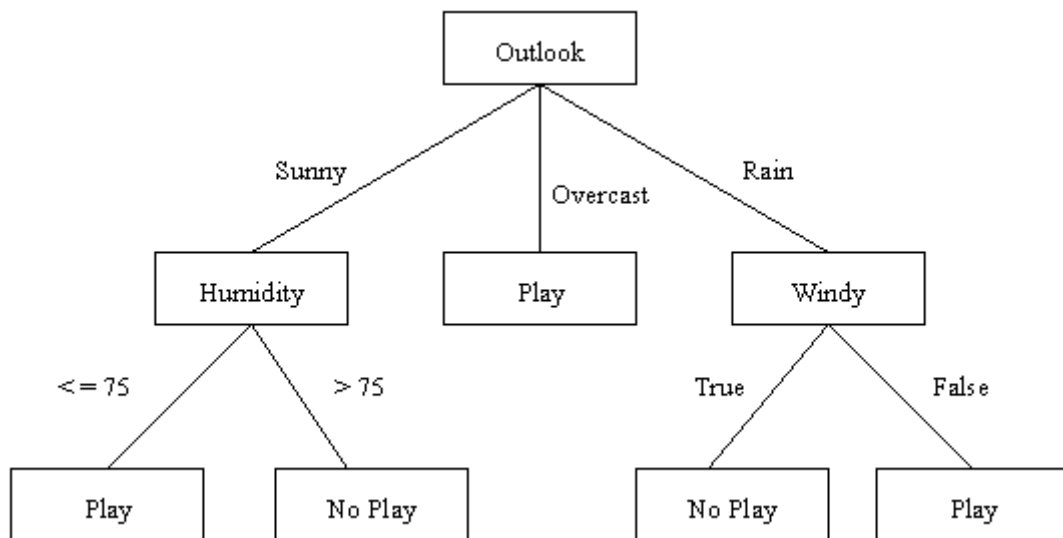 Outlook
Sunny
Overcast
Rain
Humidity
Play
Windy
<= 75
> 75
True
False
Play
No Play
No Play
Play